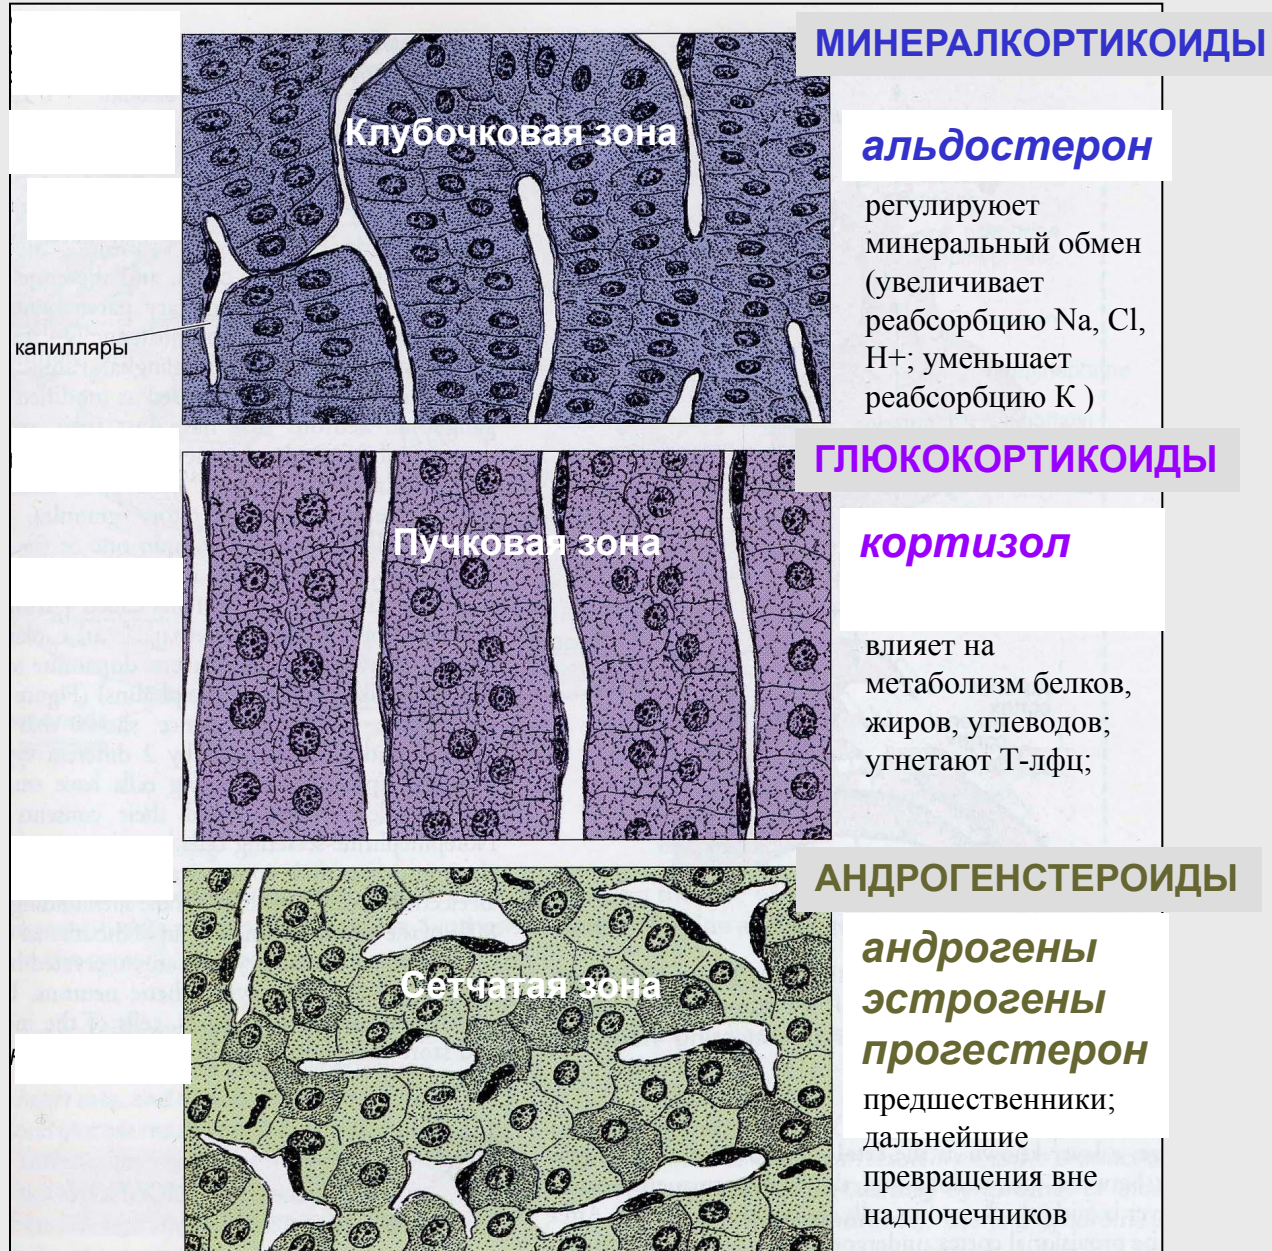 МИНЕРАЛКОРТИКОИДЫ
Клубочковая зона
альдостерон
регулируюет
минеральный обмен
(увеличивает
реабсорбцию Na, Cl,
H+; уменьшает
реабсорбцию К )
капилляры
ГЛЮКОКОРТИКОИДЫ
Пучковая зона
кортизол
влияет на
метаболизм белков,
жиров, углеводов;
угнетают Т-лфц;
АНДРОГЕНСТЕРОИДЫ
Сетчатая зона
андрогены
эстрогены
прогестерон
предшественники;
дальнейшие
превращения вне
надпочечников